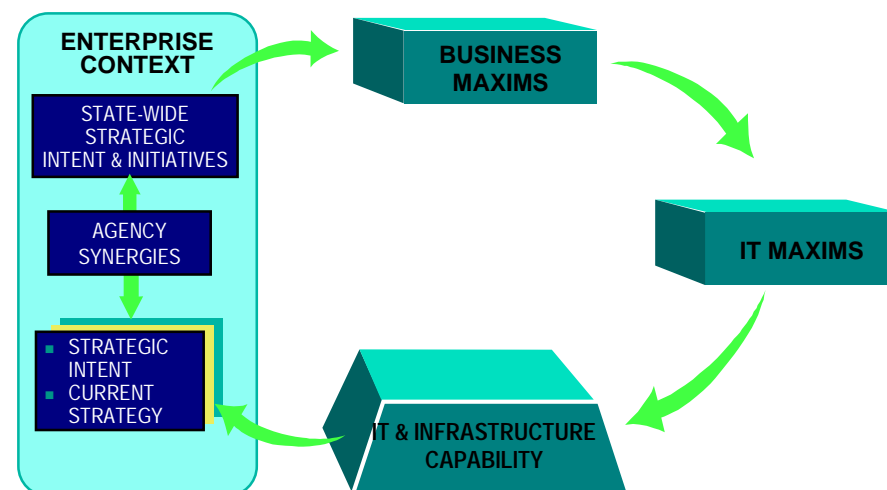 ENTERPRISE
CONTEXT
STATE-WIDE
STRATEGIC
INTENT & INITIATIVES
AGENCY
SYNERGIES
STRATEGIC
INTENT
CURRENT
STRATEGY
BUSINESS
MAXIMS
IT MAXIMS
IT & INFRASTRUCTURE
CAPABILITY